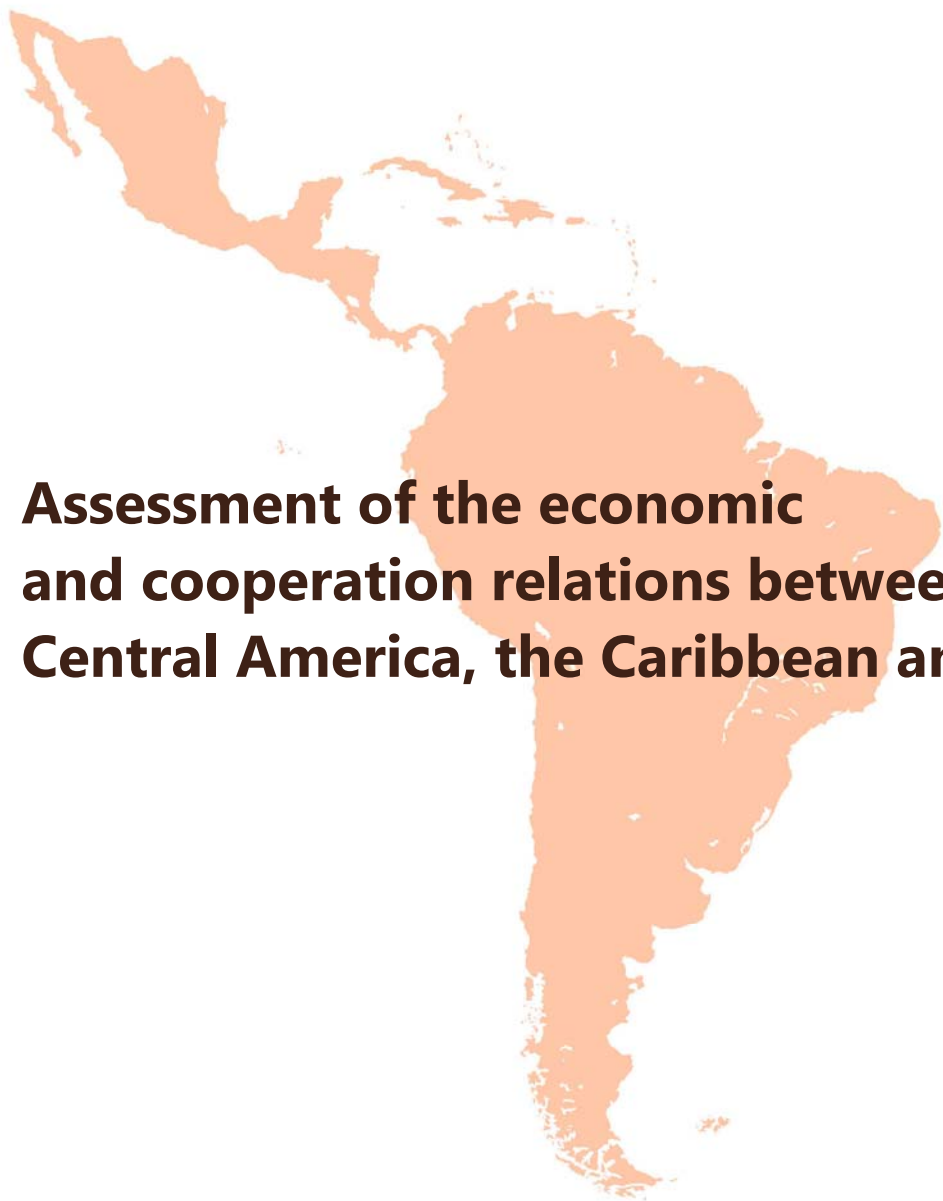 Assessment of the economic
and cooperation relations betwee
Central America, the Caribbean ar